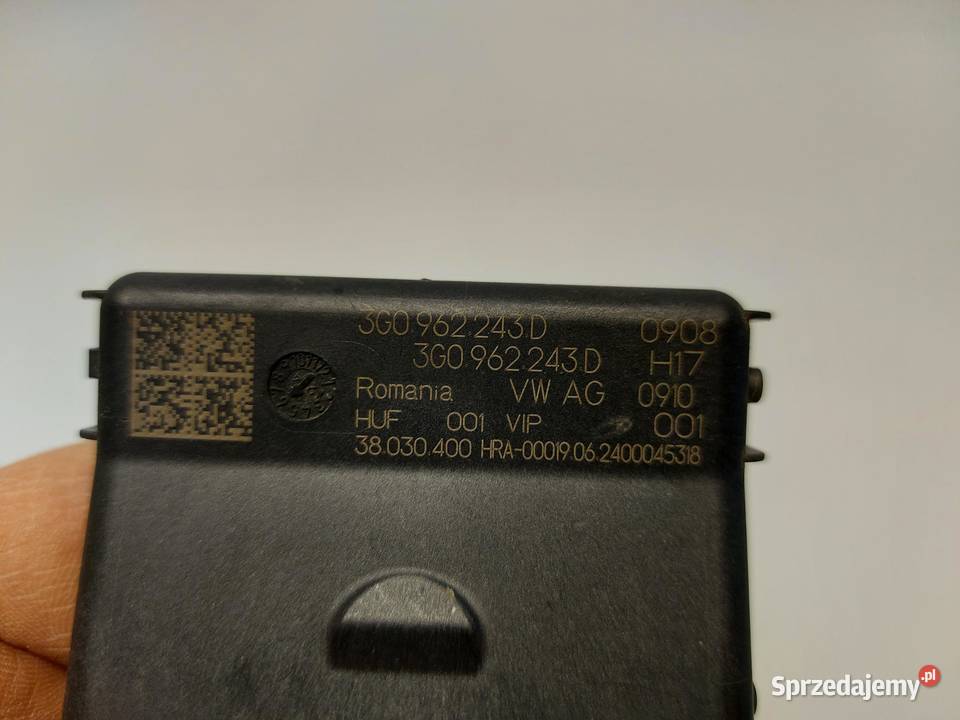 3G0 962 243 D 0908
3G0 962 243 D H17
Romania VW AG 0910
HUF 001 VIP 001
38.030.400 HRA-00019.06.2400045318
Sprzedajemy.pl